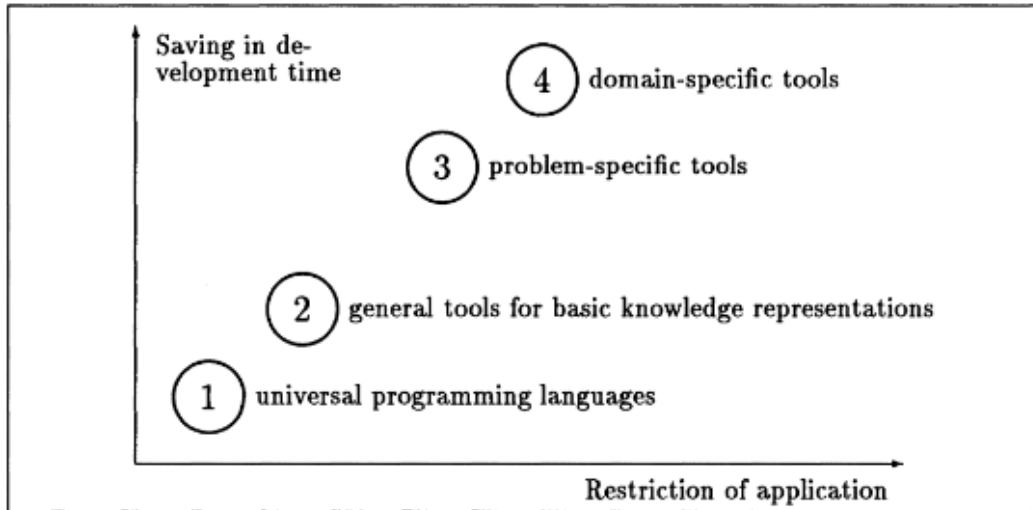 Saving in de-
velopment time
4 domain-specific tools
3 problem-specific tools
2 general tools for basic knowledge representations
1 universal programming languages
Restriction of application